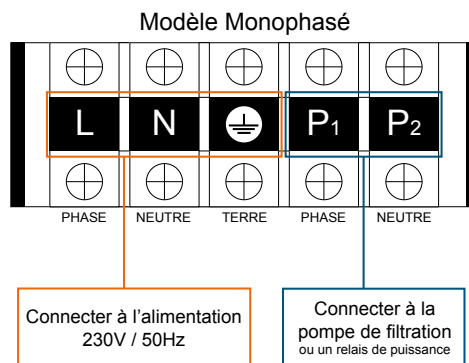 Modèle Monophasé
L N P1 P2
PHASE NEUTRE TERRE PHASE NEUTRE
Connecter à l'alimentation
230V / 50Hz
Connecter à la
pompe de filtration
ou un relais de puissance